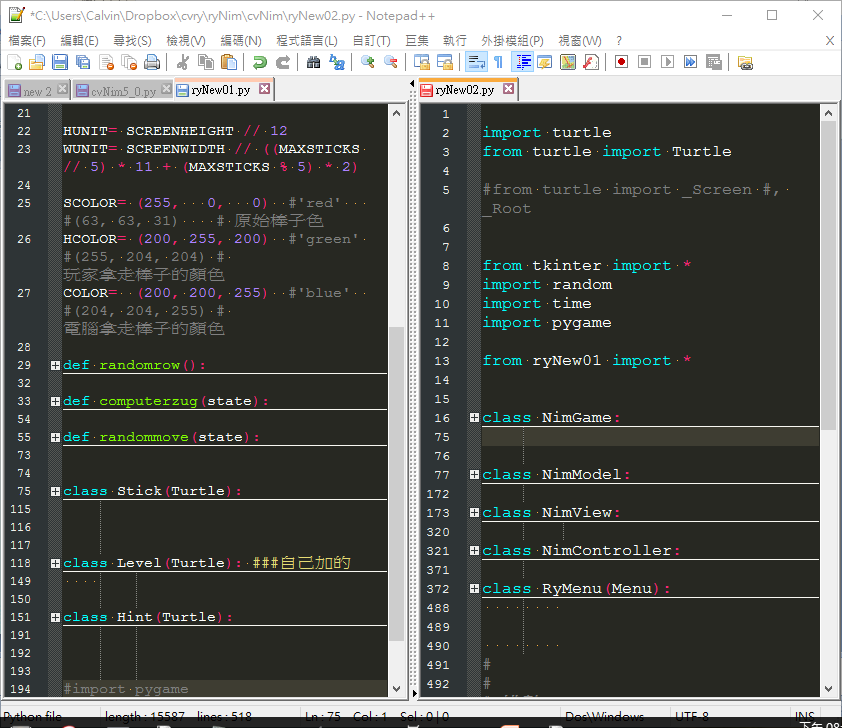 *C:\Users\Calvin\Dropbox\cvry\ryNim\cvNim\ryNew02.py - Notepad++
檔案(F) 編輯(E) 尋找(S) 檢視(V) 編碼(N) 程式語言(L) 自訂(T) 巨集 執行 外掛模組(P) 視窗(W) ? X
new 2 cvNim5_0.py ryNew01.py
21
22 HUNIT= SCREENHEIGHT // 12
23 WUNIT= SCREENWIDTH // ((MAXSTICKS
// 5) * 11 + (MAXSTICKS % 5) * 2)
24
25 SCOLOR= (255,   0,   0)  #'red'
#(63, 63, 31)    # 原始棒子色
26 HCOLOR= (200, 255, 200)  #'green'
#(255, 204, 204) #
玩家拿走棒子的顏色
27 COLOR=  (200, 200, 255)  #'blue'
#(204, 204, 255) #
電腦拿走棒子的顏色
28
29 def randomrow():
32
33 def computerzug(state):
54
55 def randommove(state):
73
74
75 class Stick(Turtle):
115
116
117
118 class Level(Turtle): ###自己加的
149
150
151 class Hint(Turtle):
191
192
193
194 #import pygame
ryNew02.py
1
2 import turtle
3 from turtle import Turtle
4
5 #from turtle import _Screen #,
_Root
6
7
8 from tkinter import *
9 import random
10 import time
11 import pygame
12
13 from ryNew01 import *
14
15
16 class NimGame:
75
76
77 class NimModel:
172
173 class NimView:
320
321 class NimController:
371
372 class RyMenu(Menu):
488
489
490
491 #
492 #
Python file length : 15587 lines : 518 Ln : 75 Col : 1 Sel : 0 | 0 Dos\Windows UTF-8 INS